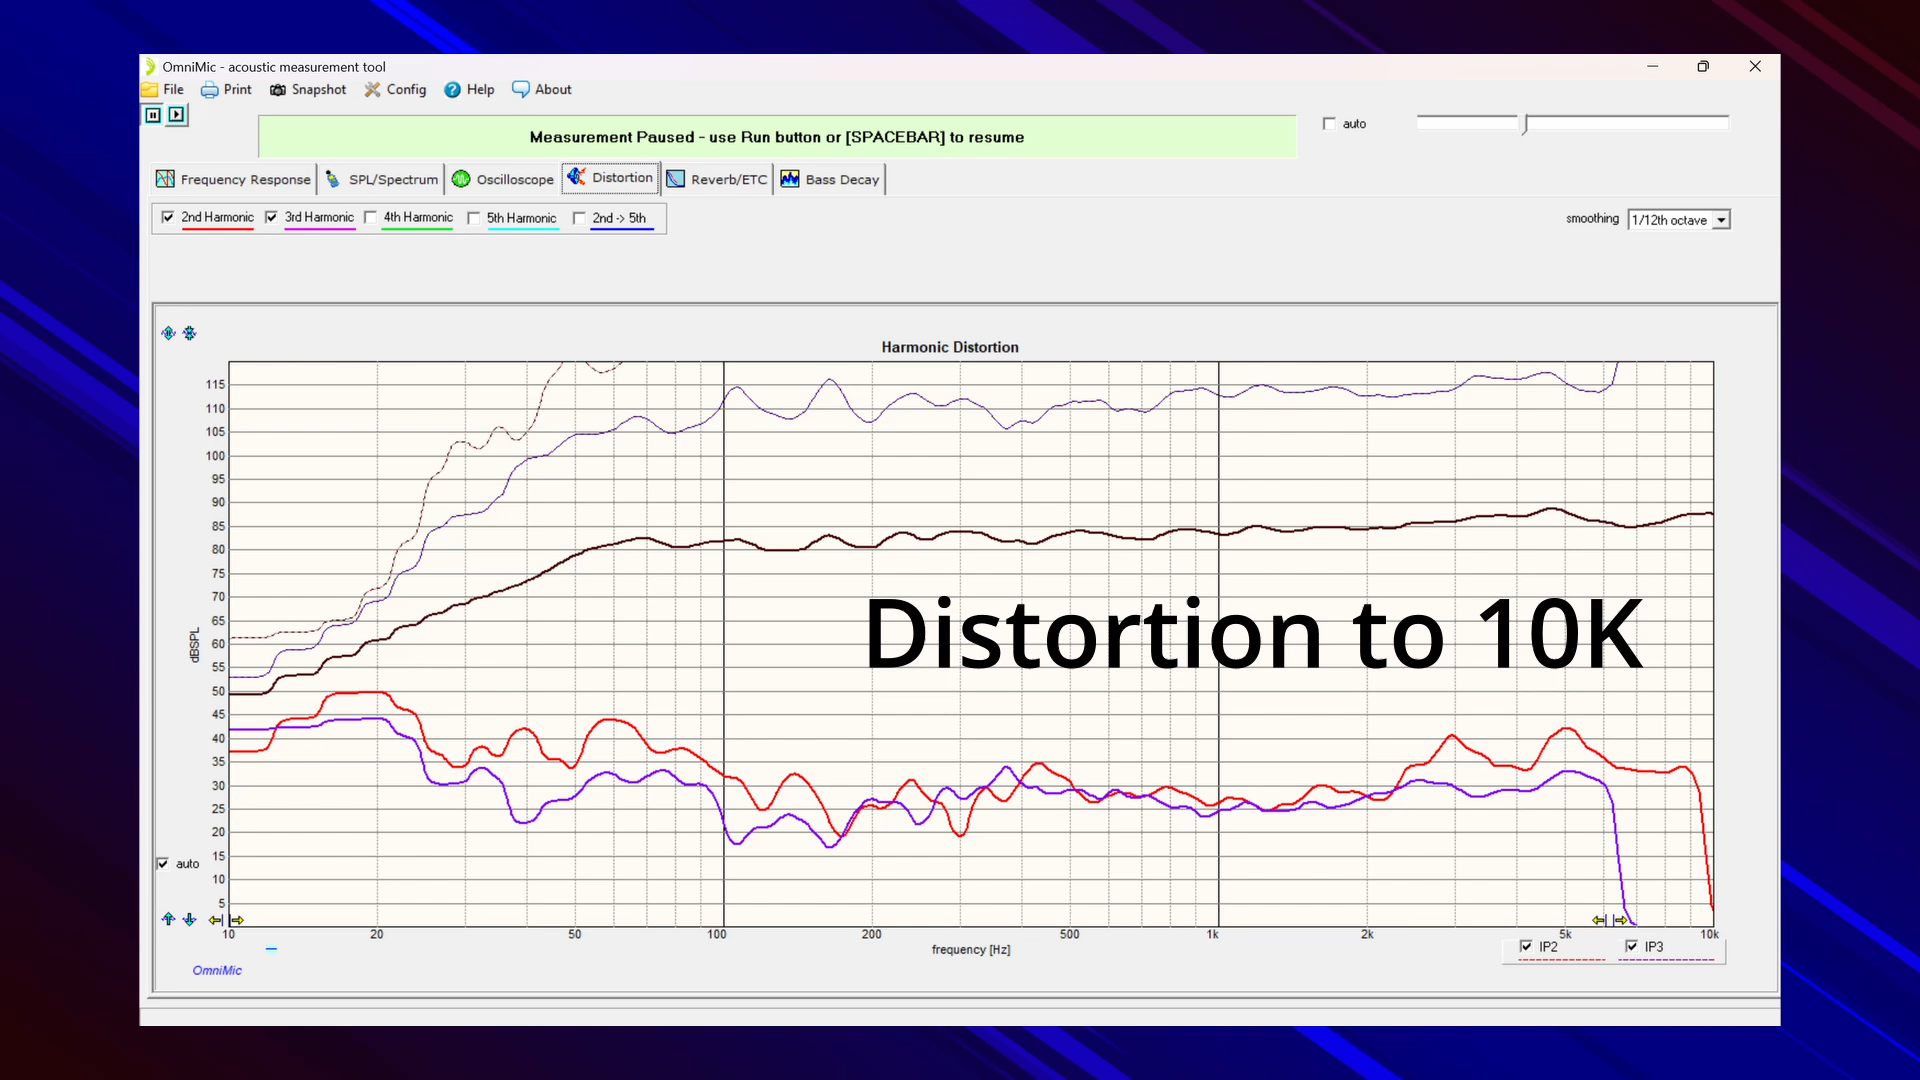 OmniMic - acoustic measurement tool
File Print Snapshot Config Help About
Measurement Paused - use Run button or [SPACEBAR] to resume
auto
Frequency Response SPL/Spectrum Oscilloscope Distortion Reverb/ETC Bass Decay
2nd Harmonic 3rd Harmonic 4th Harmonic 5th Harmonic 2nd -> 5th
smoothing 1/12th octave
Harmonic Distortion
115
110
105
100
95
90
85
80
75
70
65
60
55
50
45
40
35
30
25
20
15
10
5
dBSPL
Distortion to 10K
auto
10 20 50 100 200 500 1k 2k 5k 10k
frequency [Hz]
IP2 IP3
OmniMic